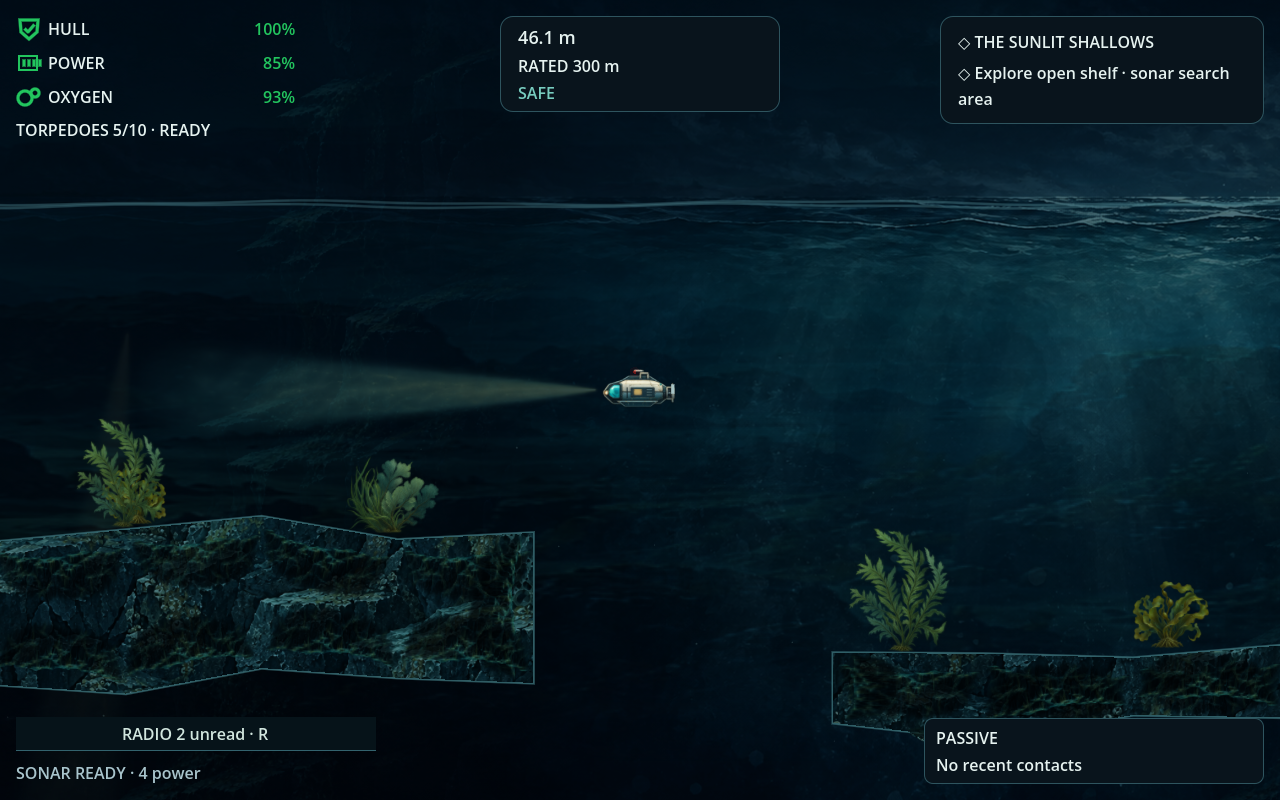 HULL 100%
POWER 85%
OXYGEN 93%
TORPEDOES 5/10 · READY
46.1 m
RATED 300 m
SAFE
◇ THE SUNLIT SHALLOWS
◇ Explore open shelf · sonar search
area
RADIO 2 unread · R
SONAR READY · 4 power
PASSIVE
No recent contacts